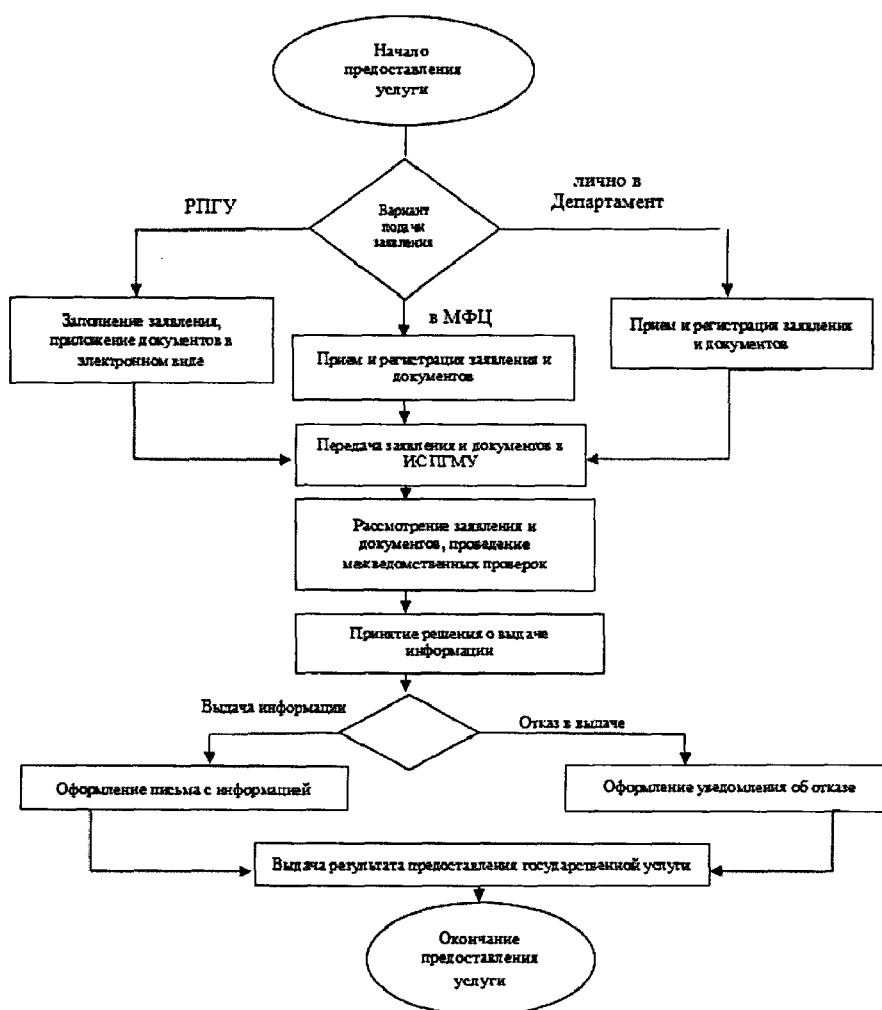 Начало
предоставления
услуги
РПГУ
Вариант
подачи
заявления
лично в
Департамент
Заполнение заявления,
приложение документов в
электронном виде
в МФЦ
Прием и регистрация заявления и
документов
Прием и регистрация заявления
и документов
Передача заявления и документов в
ИС ПГМУ
Рассмотрение заявления и
документов, проведение
межведомственных проверок
Принятие решения о выдаче
информации
Выдача информации
Отказ в выдаче
Оформление письма с информацией
Оформление уведомления об отказе
Выдача результата предоставления государственной услуги
Окончание
предоставления
услуги